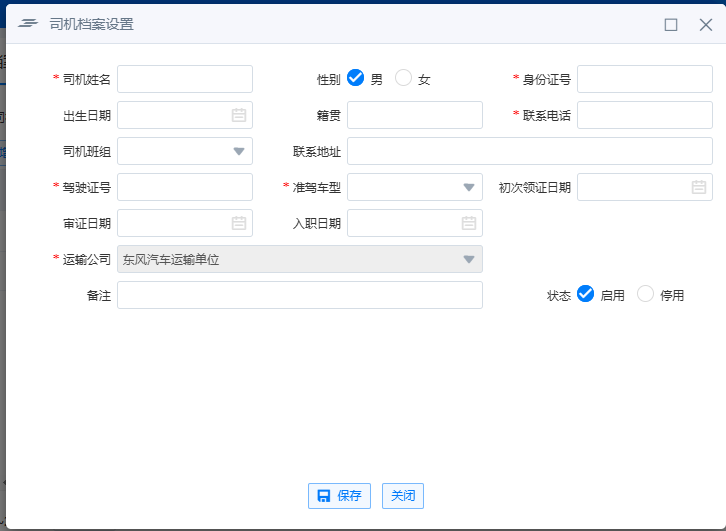 司机档案设置
* 司机姓名 性别 男 女 * 身份证号
出生日期 籍贯 * 联系电话
司机班组 联系地址
* 驾驶证号 * 准驾车型 初次领证日期
审证日期 入职日期
* 运输公司 东风汽车运输单位
备注 状态 启用 停用
保存 关闭